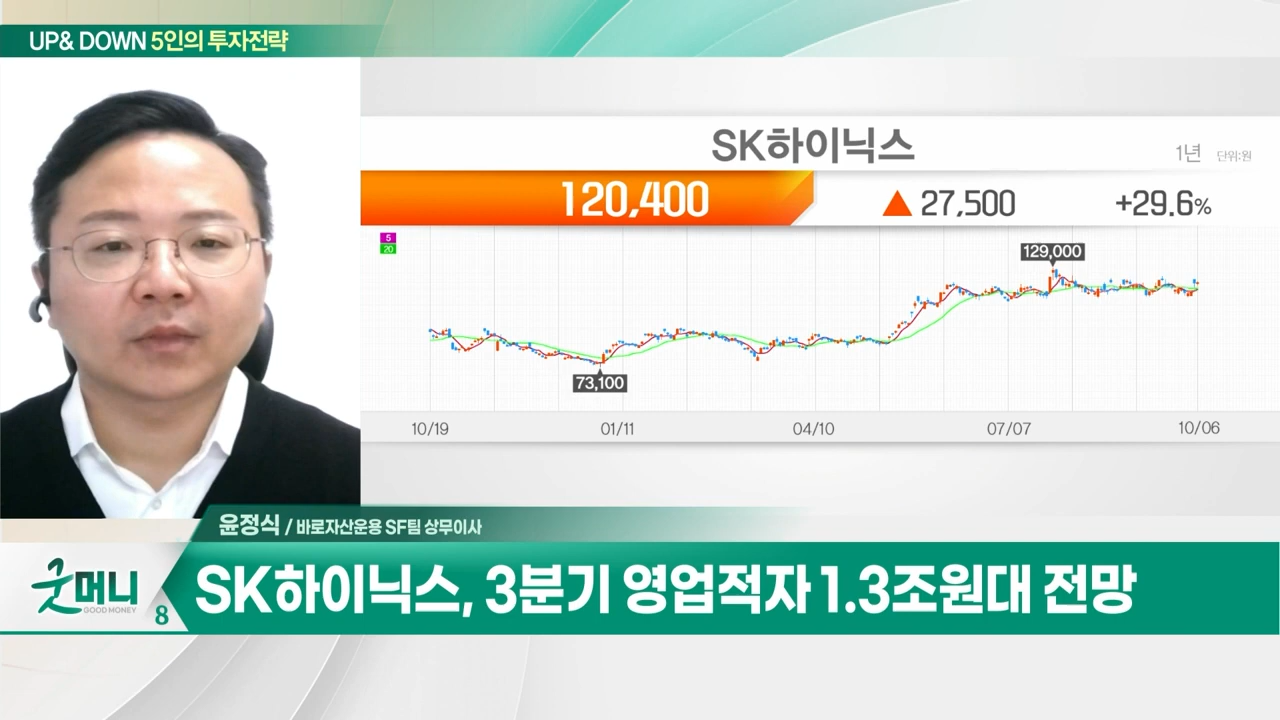 UP& DOWN 5인의 투자전략
SK하이닉스
1년 단위:원
120,400 ▲ 27,500 +29.6%
5
20
129,000
73,100
10/19 01/11 04/10 07/07 10/06
윤정식 / 바로자산운용 SF팀 상무이사
굿머니
GOOD MONEY
8
SK하이닉스, 3분기 영업적자 1.3조원대 전망